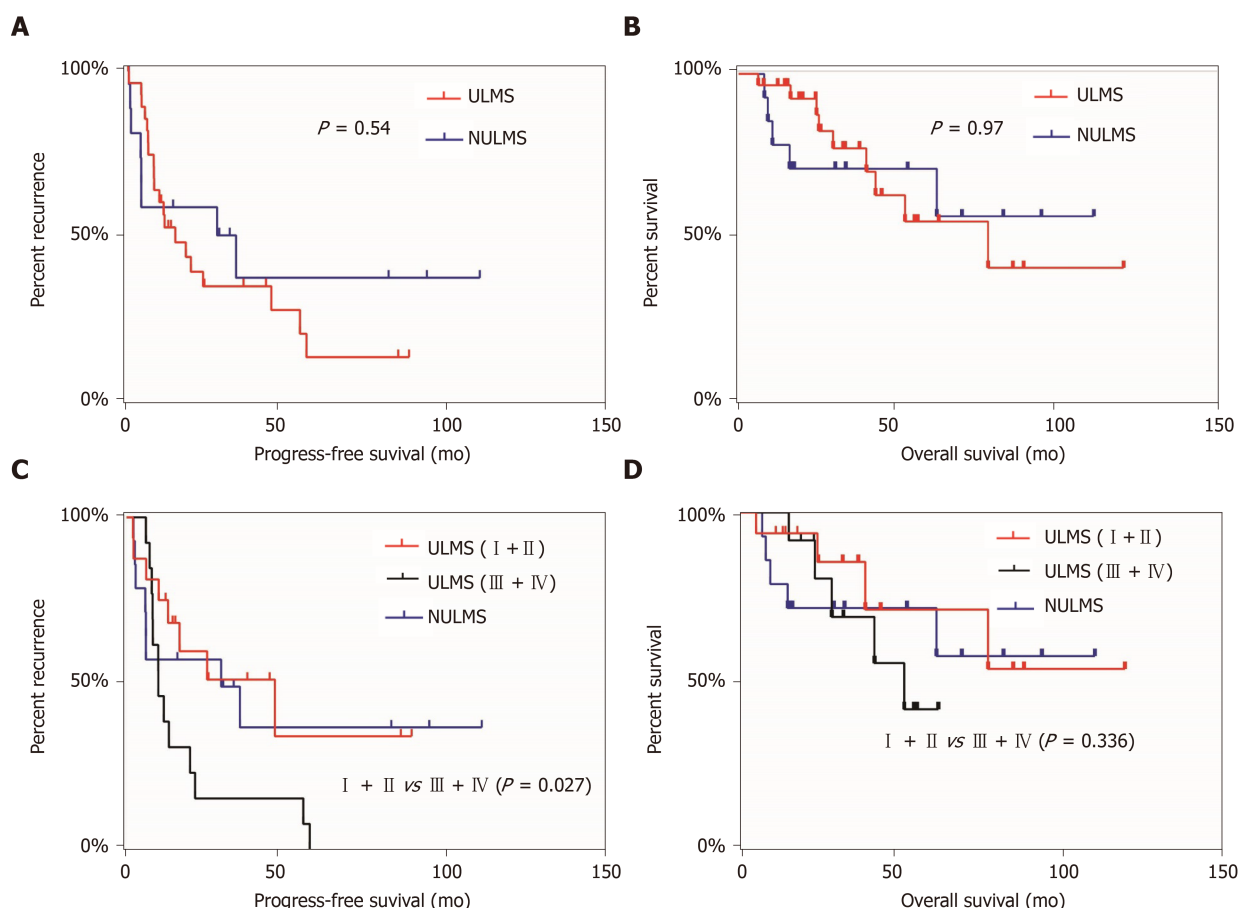 A
100%
50%
0%
Percent recurrence
ULMS
NULMS
P = 0.54
0 50 100 150
Progress-free suvival (mo)
B
100%
50%
0%
Percent survival
ULMS
NULMS
P = 0.97
0 50 100 150
Overall suvival (mo)
C
100%
50%
0%
Percent recurrence
ULMS (Ⅰ+Ⅱ)
ULMS (Ⅲ + Ⅳ)
NULMS
Ⅰ + Ⅱ vs Ⅲ + Ⅳ (P = 0.027)
0 50 100 150
Progress-free suvival (mo)
D
100%
50%
0%
Percent survival
ULMS (Ⅰ+Ⅱ)
ULMS (Ⅲ + Ⅳ)
NULMS
Ⅰ + Ⅱ vs Ⅲ + Ⅳ (P = 0.336)
0 50 100 150
Overall suvival (mo)